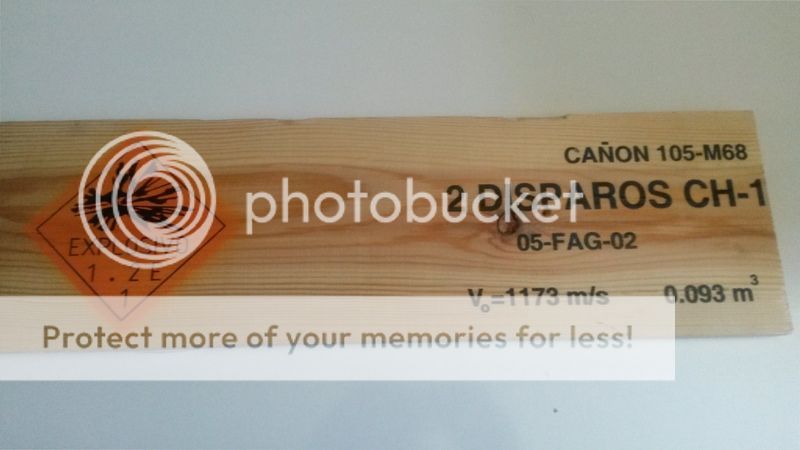 CAÑON 105-M68
2 DISPAROS CH-1
05-FAG-02
V₀=1173 m/s 0.093 m³
EXPLOSIVO
1.2E
1
photobucket
Protect more of your memories for less!